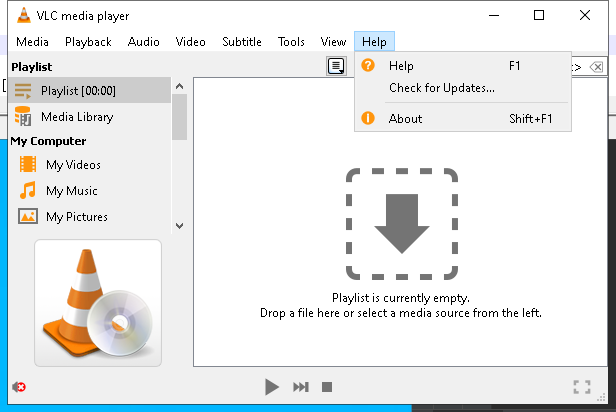 VLC media player
Media Playback Audio Video Subtitle Tools View Help
Playlist
Playlist [00:00]
Media Library
My Computer
My Videos
My Music
My Pictures
Help F1
Check for Updates...
About Shift+F1
Playlist is currently empty.
Drop a file here or select a media source from the left.